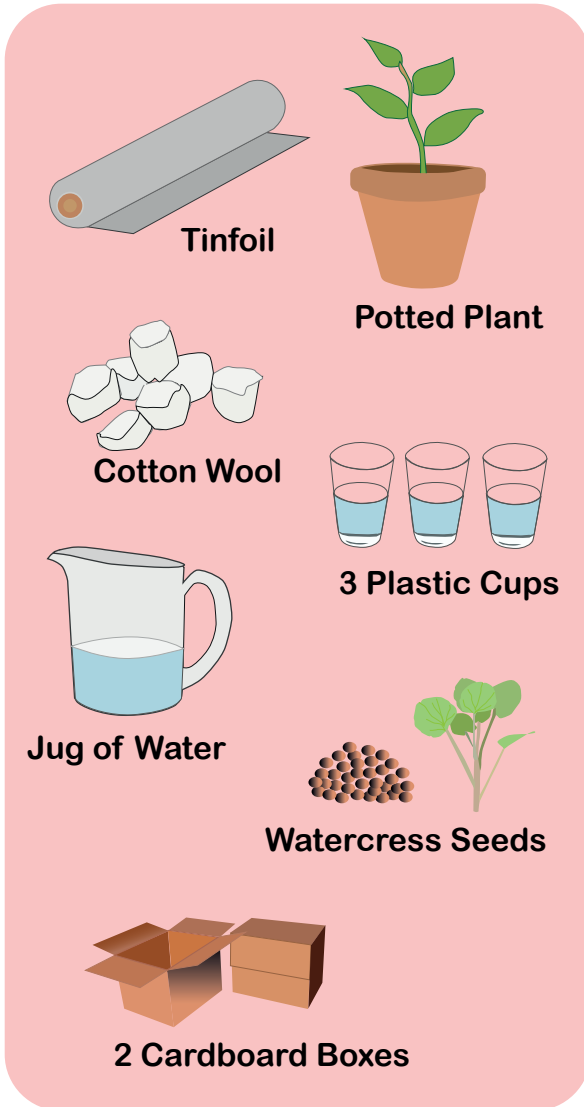 Tinfoil
Potted Plant
Cotton Wool
3 Plastic Cups
Jug of Water
Watercress Seeds
2 Cardboard Boxes